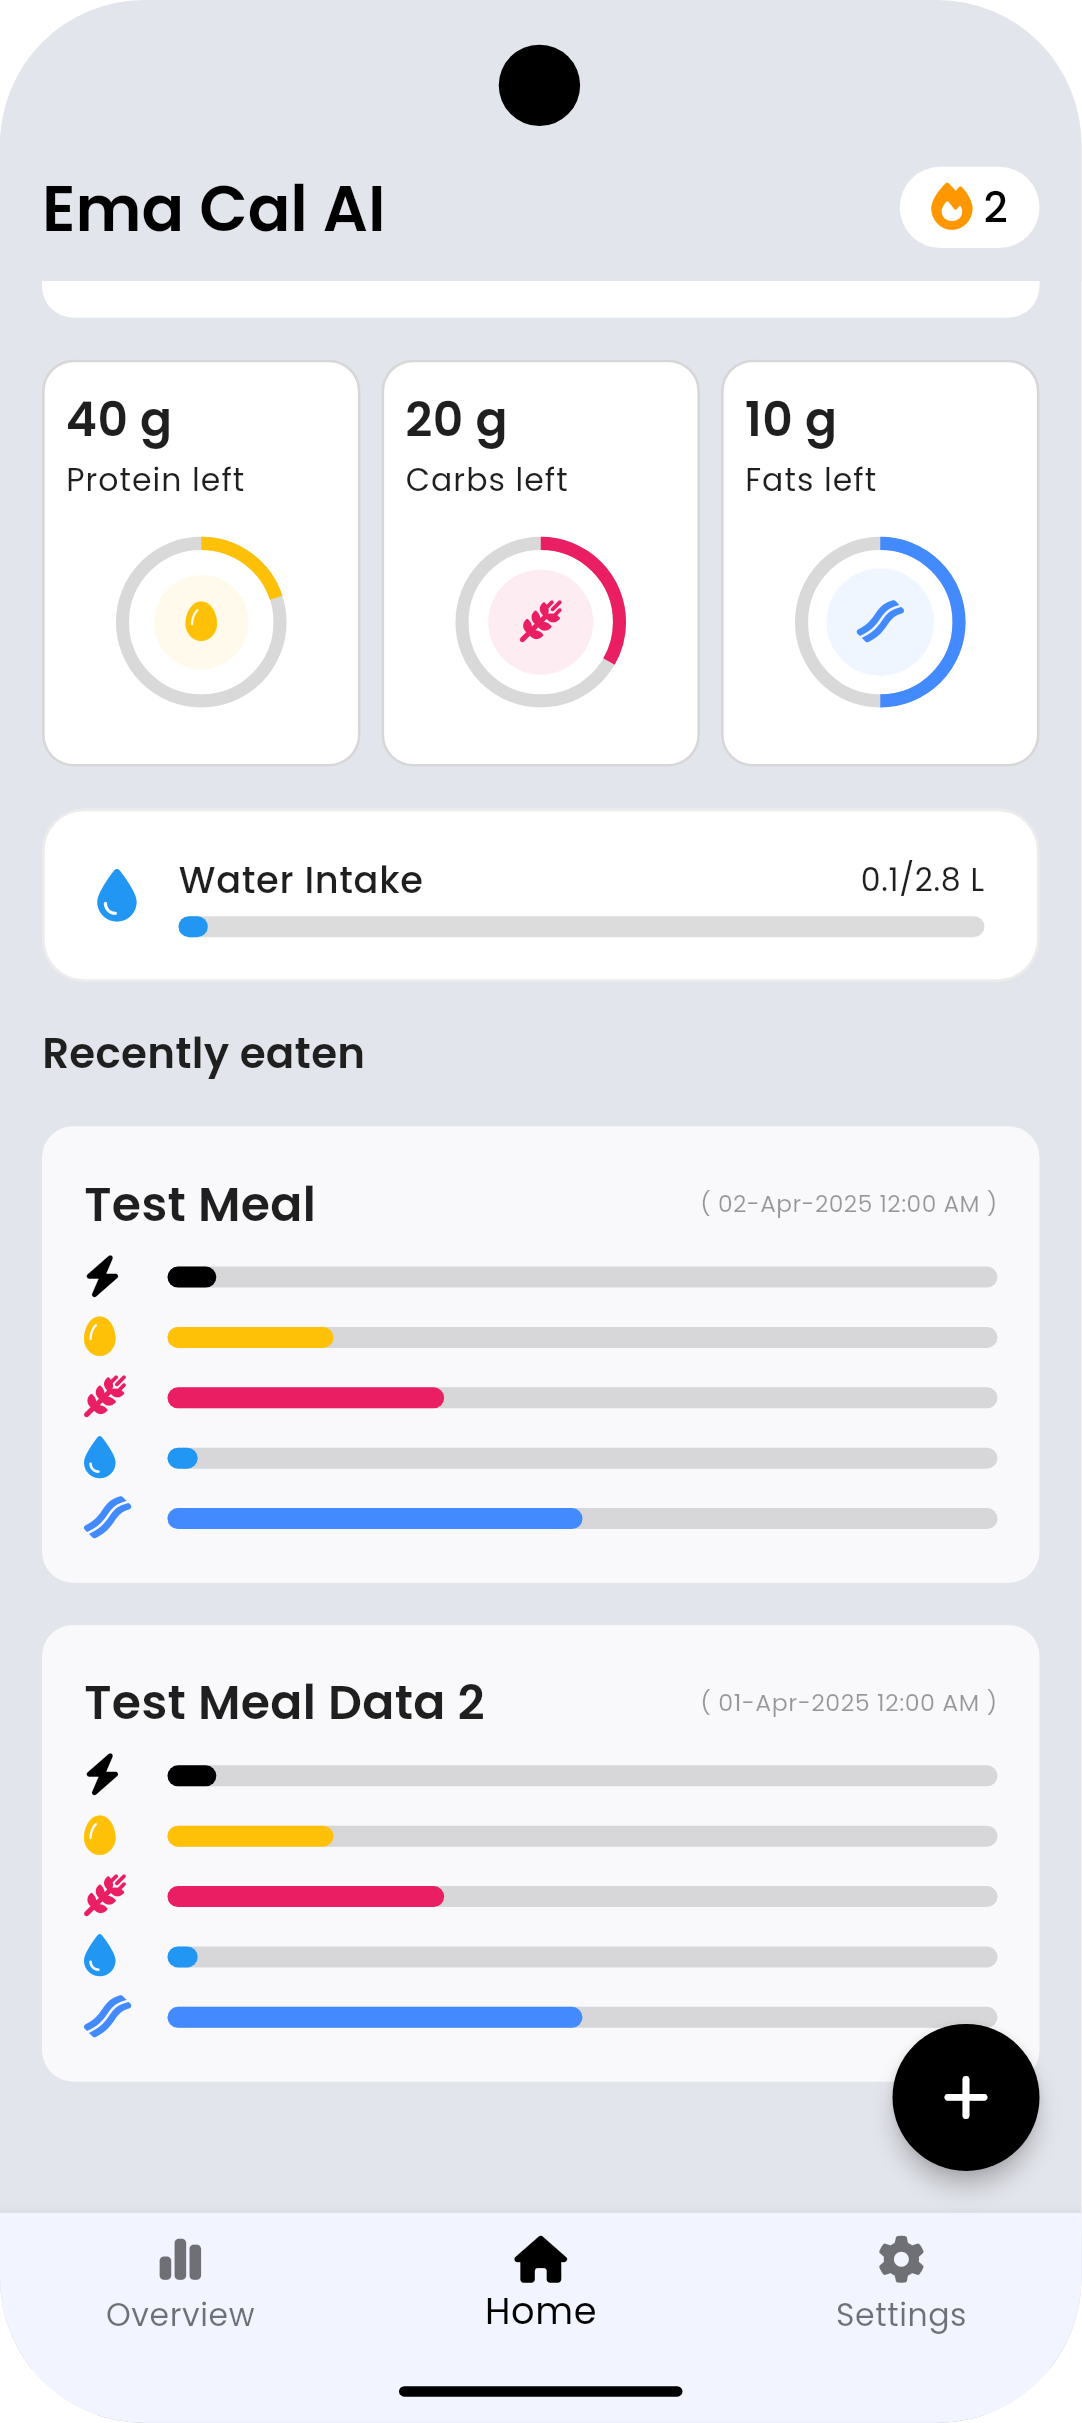 Ema Cal AI
2
40 g
Protein left
20 g
Carbs left
10 g
Fats left
Water Intake
0.1/2.8 L
Recently eaten
Test Meal
( 02-Apr-2025 12:00 AM )
Test Meal Data 2
( 01-Apr-2025 12:00 AM )
Overview
Home
Settings